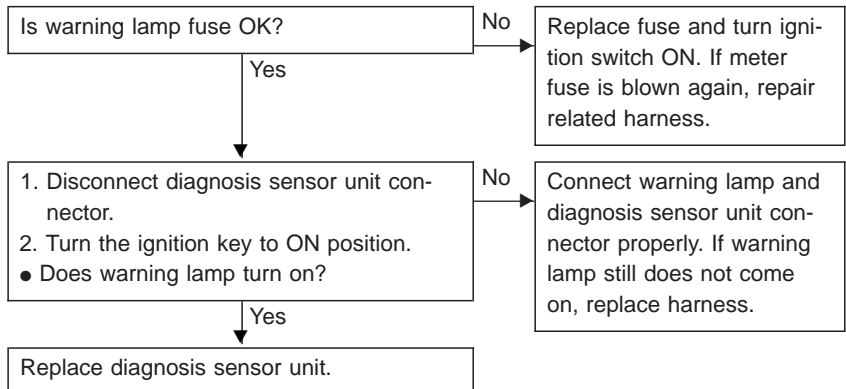 Is warning lamp fuse OK?
No
Replace fuse and turn igni-
tion switch ON. If meter
fuse is blown again, repair
related harness.
Yes
1. Disconnect diagnosis sensor unit con-
nector.
2. Turn the ignition key to ON position.
● Does warning lamp turn on?
No
Connect warning lamp and
diagnosis sensor unit con-
nector properly. If warning
lamp still does not come
on, replace harness.
Yes
Replace diagnosis sensor unit.